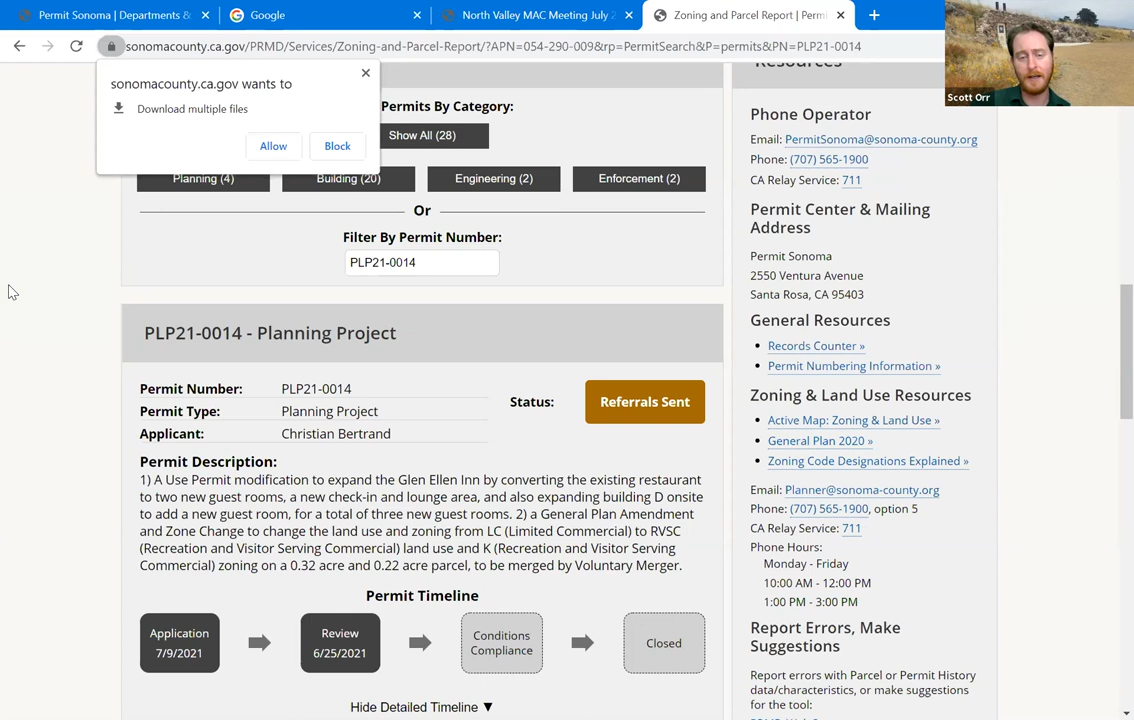 Permit Sonoma | Departments &
Google
North Valley MAC Meeting July 2
Zoning and Parcel Report | Permi
sonomacounty.ca.gov/PRMD/Services/Zoning-and-Parcel-Report/?APN=054-290-009&rp=PermitSearch&P=permits&PN=PLP21-0014
sonomacounty.ca.gov wants to
Download multiple files
Allow
Block
Permits By Category:
Show All (28)
Planning (4)
Building (20)
Engineering (2)
Enforcement (2)
Or
Filter By Permit Number:
PLP21-0014
PLP21-0014 - Planning Project
Permit Number: PLP21-0014
Permit Type: Planning Project
Applicant: Christian Bertrand
Status:
Referrals Sent
Permit Description:
1) A Use Permit modification to expand the Glen Ellen Inn by converting the existing restaurant
to two new guest rooms, a new check-in and lounge area, and also expanding building D onsite
to add a new guest room, for a total of three new guest rooms. 2) a General Plan Amendment
and Zone Change to change the land use and zoning from LC (Limited Commercial) to RVSC
(Recreation and Visitor Serving Commercial) land use and K (Recreation and Visitor Serving
Commercial) zoning on a 0.32 acre and 0.22 acre parcel, to be merged by Voluntary Merger.
Permit Timeline
Application
7/9/2021
Review
6/25/2021
Conditions
Compliance
Closed
Hide Detailed Timeline ▼
Resources
Phone Operator
Email: PermitSonoma@sonoma-county.org
Phone: (707) 565-1900
CA Relay Service: 711
Permit Center & Mailing
Address
Permit Sonoma
2550 Ventura Avenue
Santa Rosa, CA 95403
General Resources
Records Counter »
Permit Numbering Information »
Zoning & Land Use Resources
Active Map: Zoning & Land Use »
General Plan 2020 »
Zoning Code Designations Explained »
Email: Planner@sonoma-county.org
Phone: (707) 565-1900, option 5
CA Relay Service: 711
Phone Hours:
Monday - Friday
10:00 AM - 12:00 PM
1:00 PM - 3:00 PM
Report Errors, Make
Suggestions
Report errors with Parcel or Permit History
data/characteristics, or make suggestions
for the tool:
Scott Orr